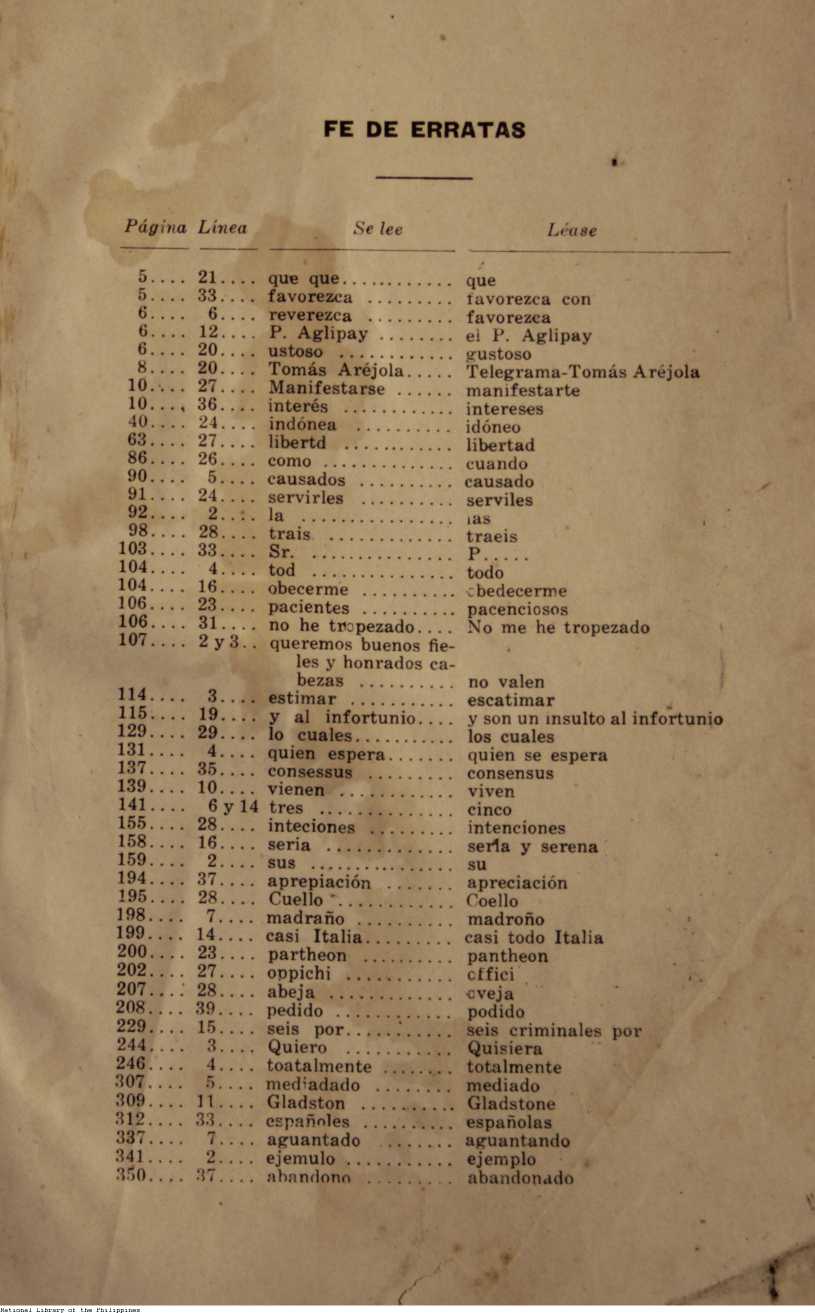 FE DE ERRATAS
Página Línea Se lee Léase
5.... 21.... que que............ que
5.... 33.... favorezca ......... favorezca con
6.... 6.... reverezca ......... favorezca
6.... 12.... P. Aglipay ........ el P. Aglipay
6.... 20.... ustoso ............ gustoso
8.... 20.... Tomás Aréjola..... Telegrama-Tomás Aréjola
10.... 27.... Manifestarse ...... manifestarte
10.... 36.... interés ............ intereses
40.... 24.... indónea .......... idóneo
63.... 27.... libertd ............ libertad
86.... 26.... como .............. cuando
90.... 5.... causados .......... causado
91.... 24.... servirles .......... serviles
92.... 2.... la ................ las
98.... 28.... trais ............. traeis
103.... 33.... Sr. ............... P.....
104.... 4.... tod ............... todo
104.... 16.... obecerme .......... obedecerme
106.... 23.... pacientes .......... pacenciosos
106.... 31.... no he tropezado.... No me he tropezado
107.... 2 y 3.. queremos buenos fie-
les y honrados ca-
bezas .......... no valen
114.... 3.... estimar ........... escatimar
115.... 19.... y al infortunio.... y son un insulto al infortunio
129.... 29.... lo cuales........... los cuales
131.... 4.... quien espera....... quien se espera
137.... 35.... consessus ......... consensus
139.... 10.... vienen ............ viven
141.... 6 y 14 tres .............. cinco
155.... 28.... inteciones ......... intenciones
158.... 16.... seria ............. seria y serena
159.... 2.... sus ............... su
194.... 37.... aprepiación ....... apreciación
195.... 28.... Cuello ............ Coello
198.... 7.... madraño .......... madroño
199.... 14.... casi Italia......... casi todo Italia
200.... 23.... partheon .......... pantheon
202.... 27.... oppichi ........... offici
207.... 28.... abeja ............. oveja
208.... 39.... pedido ............ podido
229.... 15.... seis por........... seis criminales por
244.... 3.... Quiero ........... Quisiera
246.... 4.... toatalmente ....... totalmente
307.... 5.... mediadado ........ mediado
309.... 11.... Gladston .......... Gladstone
312.... 33.... españoles .......... españolas
337.... 7.... aguantado ........ aguantando
341.... 2.... ejemulo ........... ejemplo
350.... 37.... abandono ......... abandonado
National Library of the Philippines